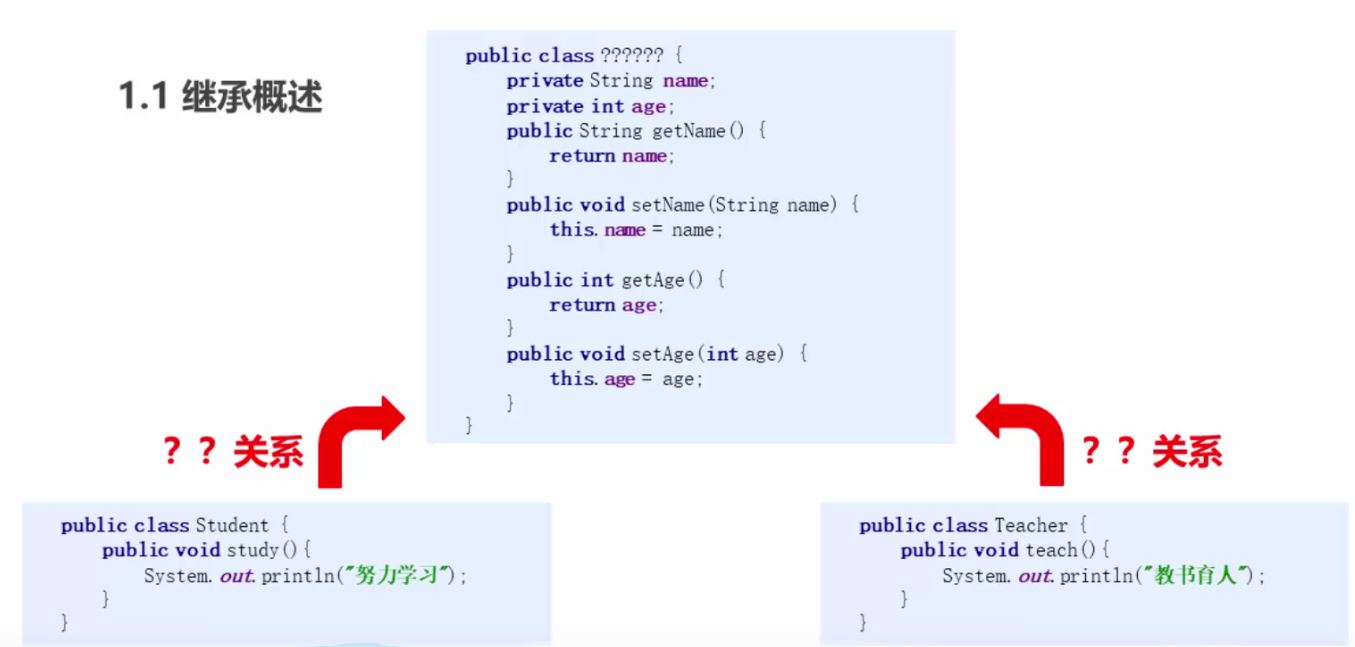 1.1 继承概述
public class ?????? {
private String name;
private int age;
public String getName() {
return name;
}
public void setName(String name) {
this.name = name;
}
public int getAge() {
return age;
}
public void setAge(int age) {
this.age = age;
}
}
？？关系
？？关系
public class Student {
public void study(){
System.out.println("努力学习");
}
}
public class Teacher {
public void teach(){
System.out.println("教书育人");
}
}